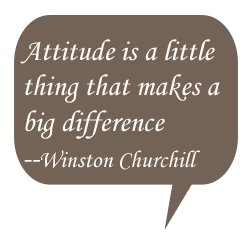 Attitude is a little
thing that makes a
big difference
--Winston Churchill